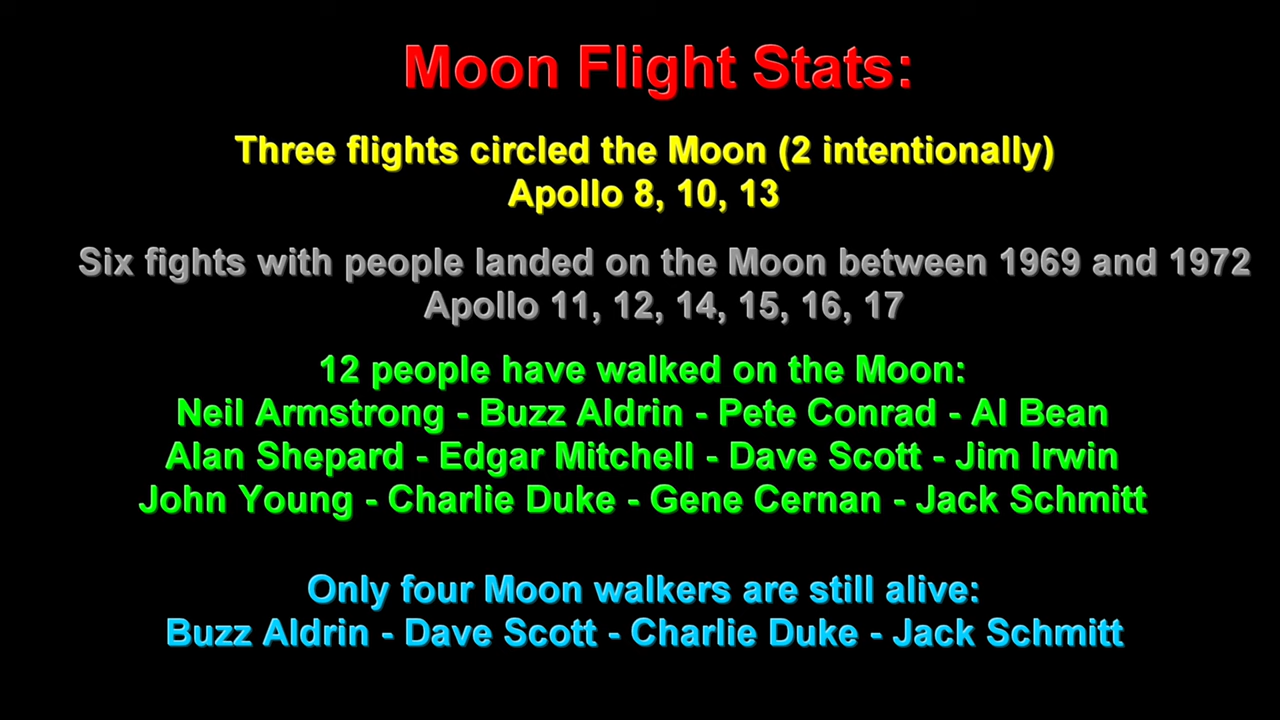 Moon Flight Stats:
Three flights circled the Moon (2 intentionally)
Apollo 8, 10, 13
Six fights with people landed on the Moon between 1969 and 1972
Apollo 11, 12, 14, 15, 16, 17
12 people have walked on the Moon:
Neil Armstrong - Buzz Aldrin - Pete Conrad - Al Bean
Alan Shepard - Edgar Mitchell - Dave Scott - Jim Irwin
John Young - Charlie Duke - Gene Cernan - Jack Schmitt
Only four Moon walkers are still alive:
Buzz Aldrin - Dave Scott - Charlie Duke - Jack Schmitt